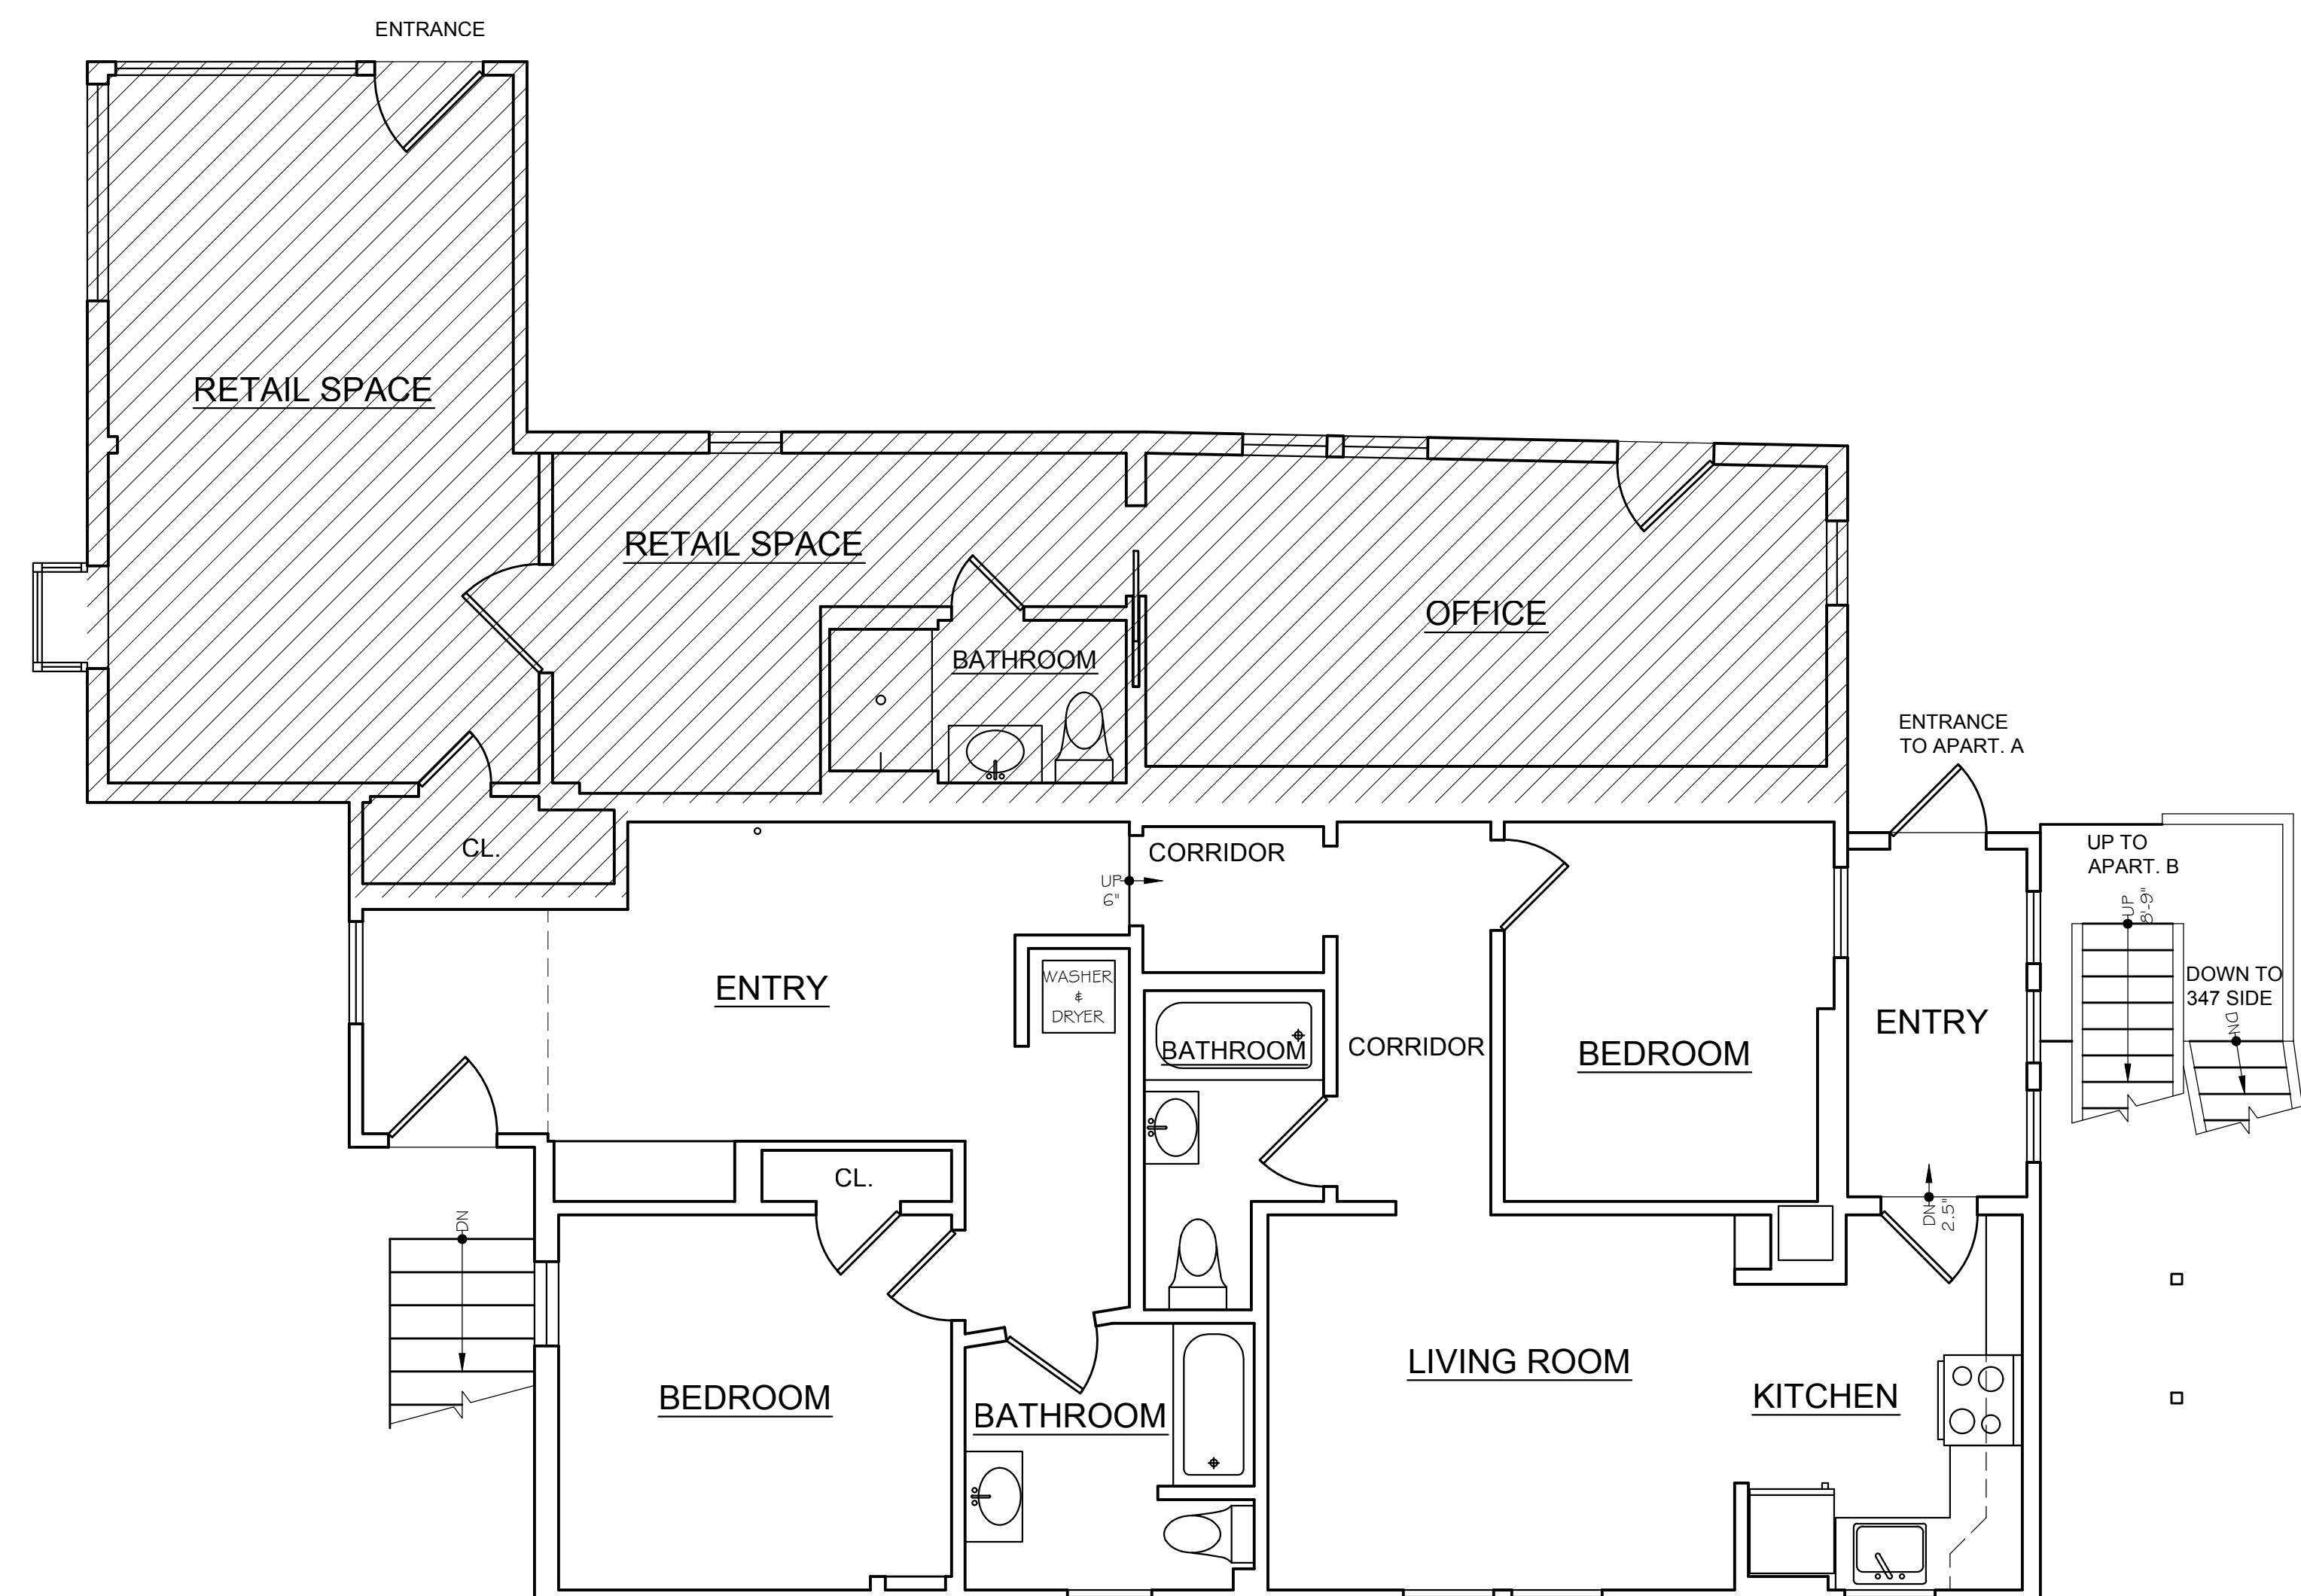 ENTRANCE
RETAIL SPACE
RETAIL SPACE
OFFICE
BATHROOM
ENTRANCE
TO APART. A
CL.
CORRIDOR
UP
6"
UP TO
APART. B
UP
8'-9"
DOWN TO
347 SIDE
DN
WASHER
&
DRYER
ENTRY
BATHROOM
CORRIDOR
BEDROOM
ENTRY
CL.
DN
DN
2.5"
LIVING ROOM
BEDROOM
BATHROOM
KITCHEN